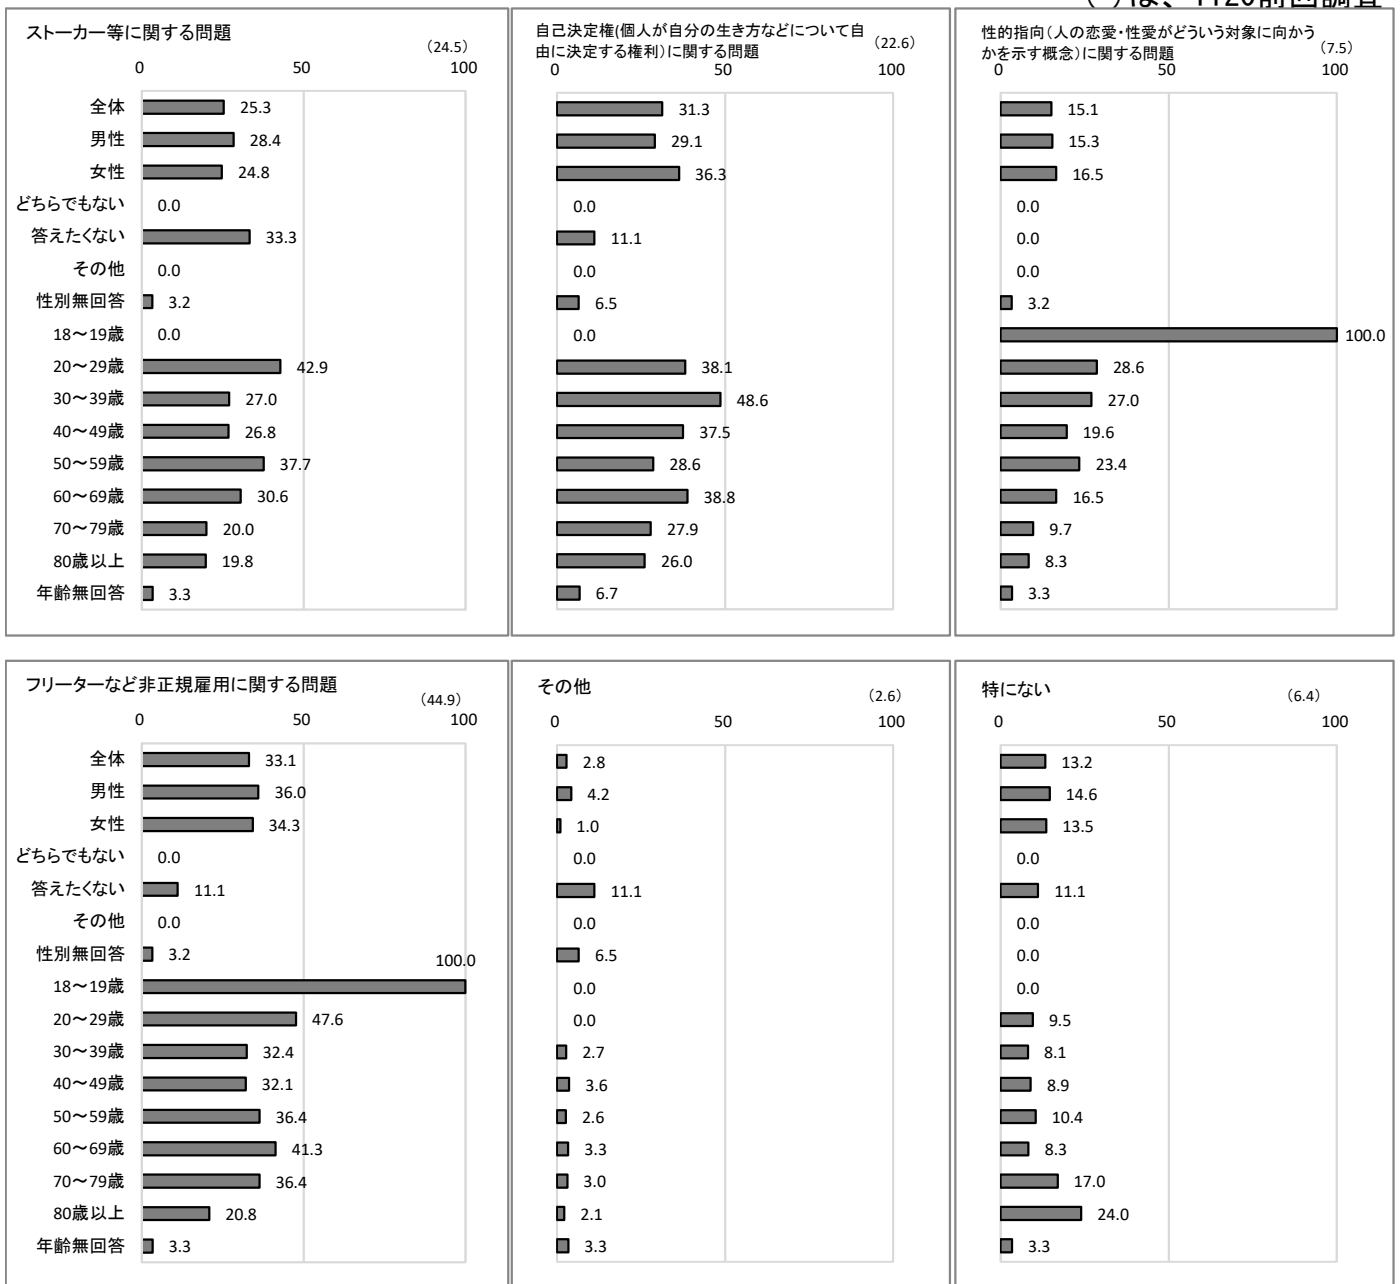 ストーカー等に関する問題
（24.5）
0 50 100
全体 25.3
男性 28.4
女性 24.8
どちらでもない 0.0
答えたくない 33.3
その他 0.0
性別無回答 3.2
18～19歳 0.0
20～29歳 42.9
30～39歳 27.0
40～49歳 26.8
50～59歳 37.7
60～69歳 30.6
70～79歳 20.0
80歳以上 19.8
年齢無回答 3.3
自己決定権(個人が自分の生き方などについて自
由に決定する権利)に関する問題
（22.6）
0 50 100
31.3
29.1
36.3
0.0
11.1
0.0
6.5
0.0
38.1
48.6
37.5
28.6
38.8
27.9
26.0
6.7
性的指向(人の恋愛・性愛がどういう対象に向かう
かを示す概念)に関する問題
（7.5）
0 50 100
15.1
15.3
16.5
0.0
0.0
0.0
3.2
100.0
28.6
27.0
19.6
23.4
16.5
9.7
8.3
3.3
フリーターなど非正規雇用に関する問題
（44.9）
0 50 100
全体 33.1
男性 36.0
女性 34.3
どちらでもない 0.0
答えたくない 11.1
その他 0.0
性別無回答 3.2
18～19歳 100.0
20～29歳 47.6
30～39歳 32.4
40～49歳 32.1
50～59歳 36.4
60～69歳 41.3
70～79歳 36.4
80歳以上 20.8
年齢無回答 3.3
その他
（2.6）
0 50 100
2.8
4.2
1.0
0.0
11.1
0.0
6.5
0.0
0.0
2.7
3.6
2.6
3.3
3.0
2.1
3.3
特にない
（6.4）
0 50 100
13.2
14.6
13.5
0.0
11.1
0.0
0.0
0.0
9.5
8.1
8.9
10.4
8.3
17.0
24.0
3.3